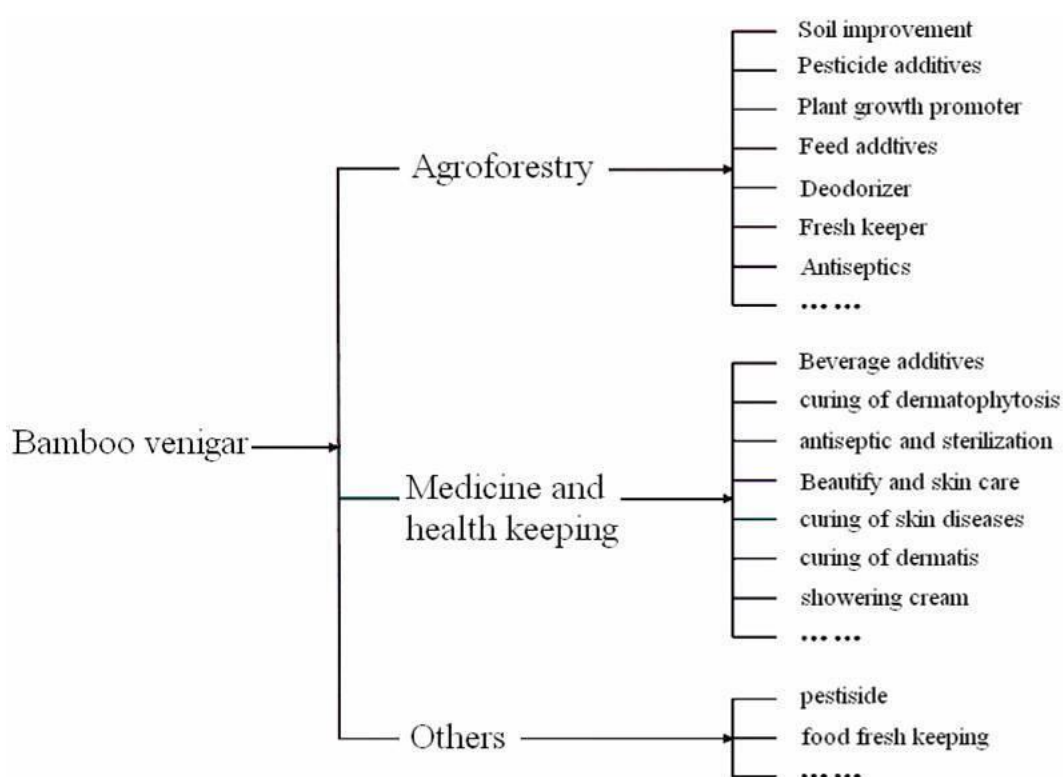 Bamboo venigar
Agroforestry
Soil improvement
Pesticide additives
Plant growth promoter
Feed addtives
Deodorizer
Fresh keeper
Antiseptics
... ...
Medicine and
health keeping
Beverage additives
curing of dermatophytosis
antiseptic and sterilization
Beautify and skin care
curing of skin diseases
curing of dermatis
showering cream
... ...
Others
pestiside
food fresh keeping
... ...